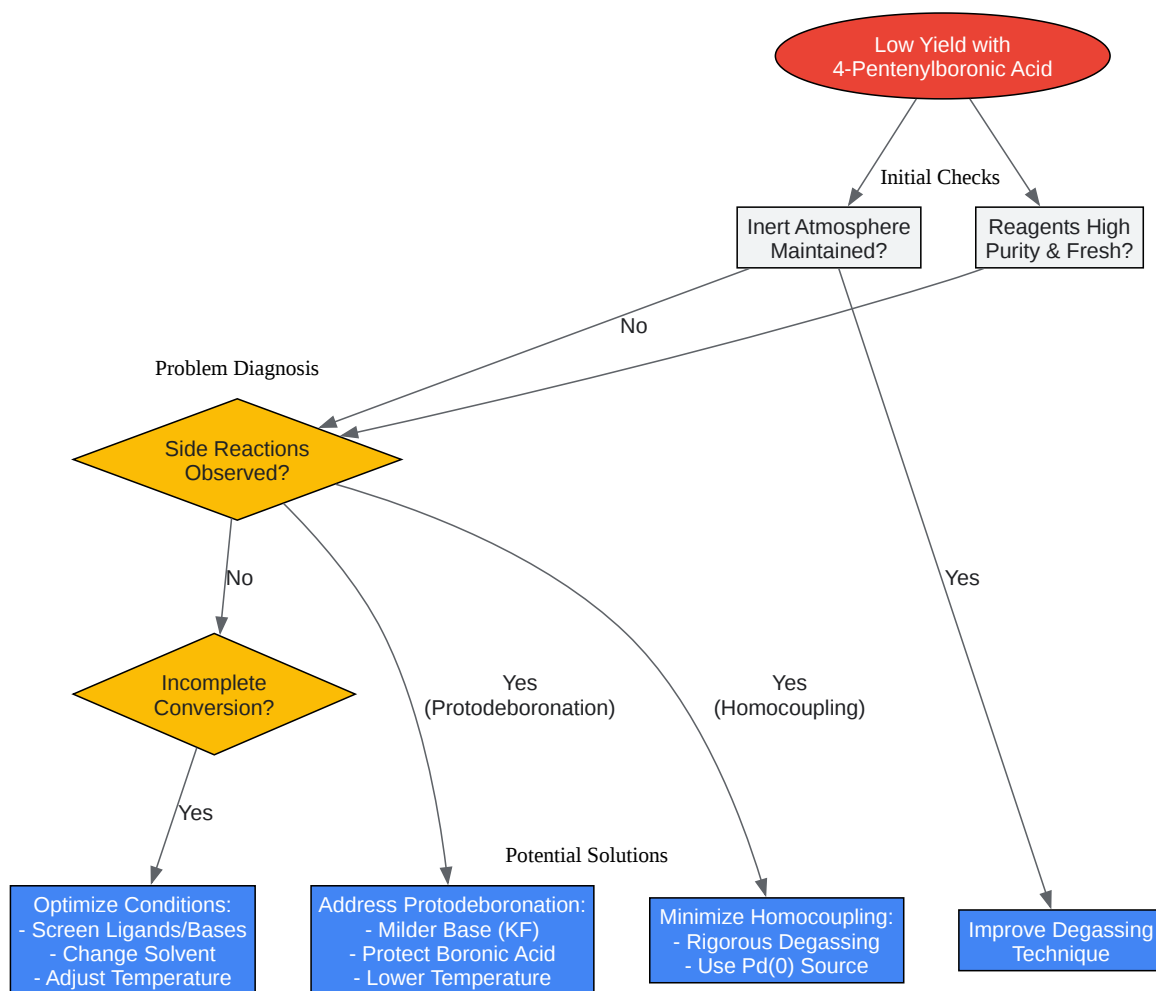 Low Yield with
4-Pentenylboronic Acid
Initial Checks
Inert Atmosphere
Maintained?
Reagents High
Purity & Fresh?
No
Problem Diagnosis
Side Reactions
Observed?
No
Yes
Incomplete
Conversion?
Yes
(Protodeboronation)
Yes
(Homocoupling)
Yes
Potential Solutions
Optimize Conditions:
- Screen Ligands/Bases
- Change Solvent
- Adjust Temperature
Address Protodeboronation:
- Milder Base (KF)
- Protect Boronic Acid
- Lower Temperature
Minimize Homocoupling:
- Rigorous Degassing
- Use Pd(0) Source
Improve Degassing
Technique